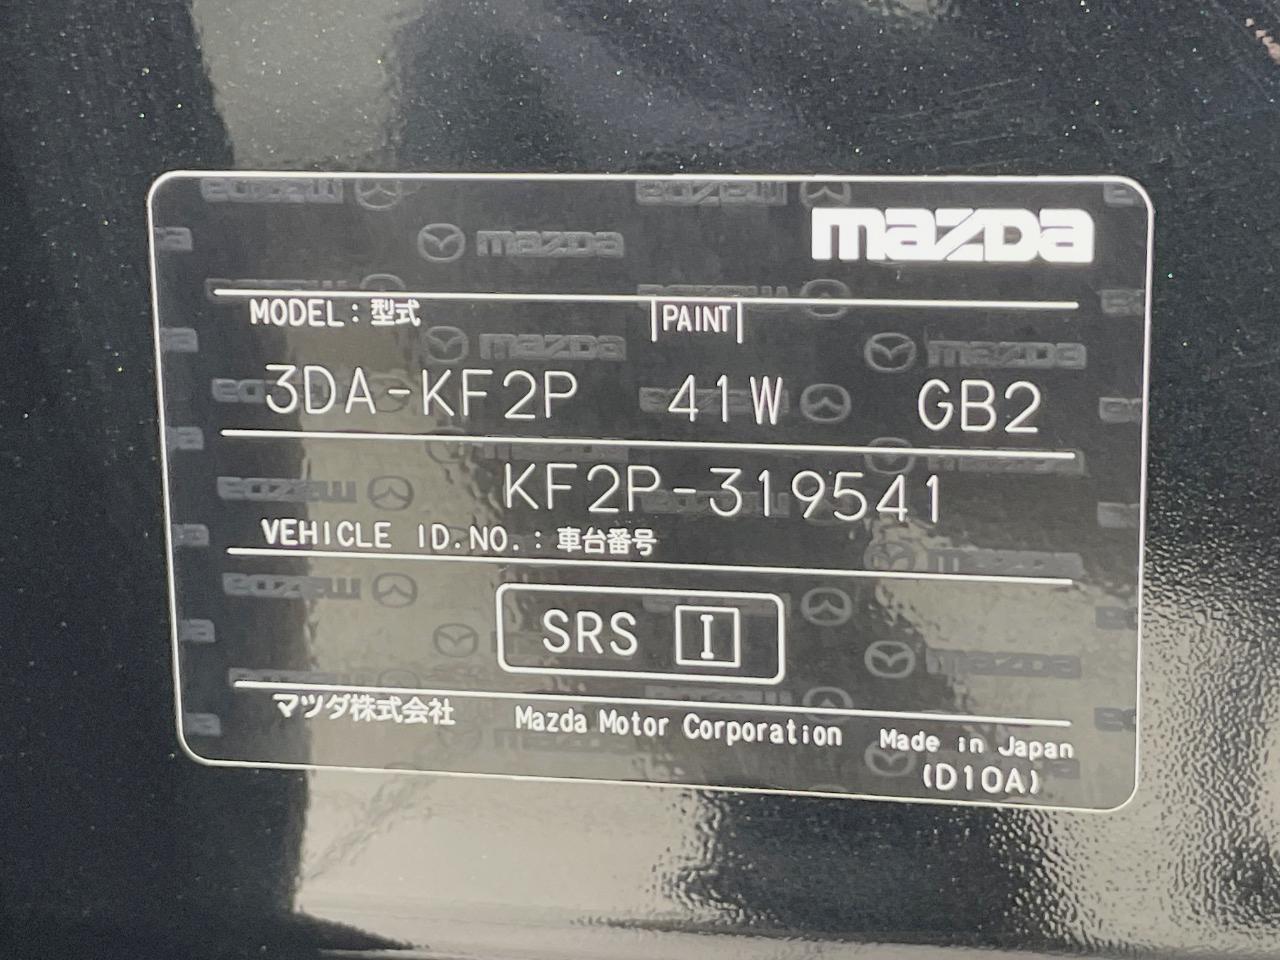 mazda
MODEL：型式 PAINT
3DA-KF2P 41W GB2
KF2P-319541
VEHICLE ID.NO.：車台番号
SRS I
マツダ株式会社 Mazda Motor Corporation Made in Japan
(D10A)